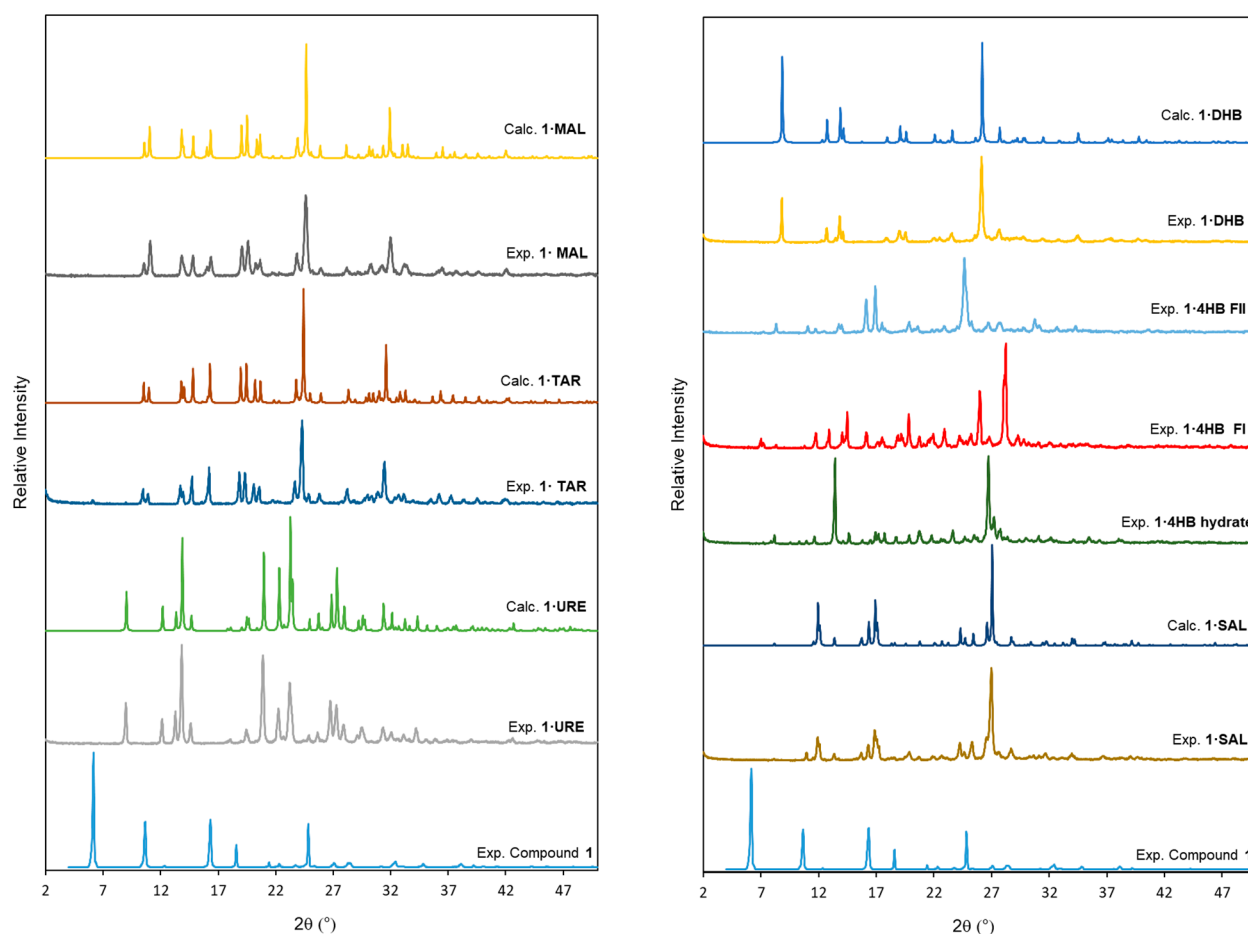 Calc. 1·MAL
Exp. 1· MAL
Calc. 1·TAR
Exp. 1· TAR
Calc. 1·URE
Exp. 1·URE
Exp. Compound 1
Relative Intensity
2 7 12 17 22 27 32 37 42 47
2θ (°)
Calc. 1·DHB
Exp. 1·DHB
Exp. 1·4HB FII
Exp. 1·4HB FI
Exp. 1·4HB hydrate
Calc. 1·SAL
Exp. 1·SAL
Exp. Compound 1
Relative Intensity
2 7 12 17 22 27 32 37 42 47
2θ (°)